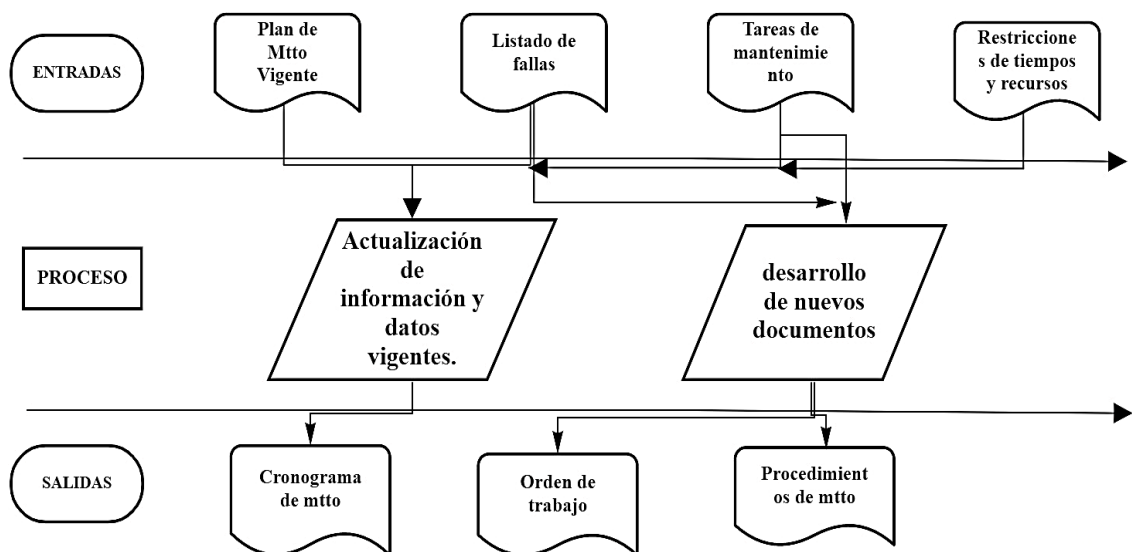 ENTRADAS
Plan de
Mtto
Vigente
Listado de
fallas
Tareas de
mantenimie
nto
Restriccione
s de tiempos
y recursos
PROCESO
Actualización
de
información y
datos
vigentes.
desarrollo
de nuevos
documentos
SALIDAS
Cronograma
de mtto
Orden de
trabajo
Procedimient
os de mtto